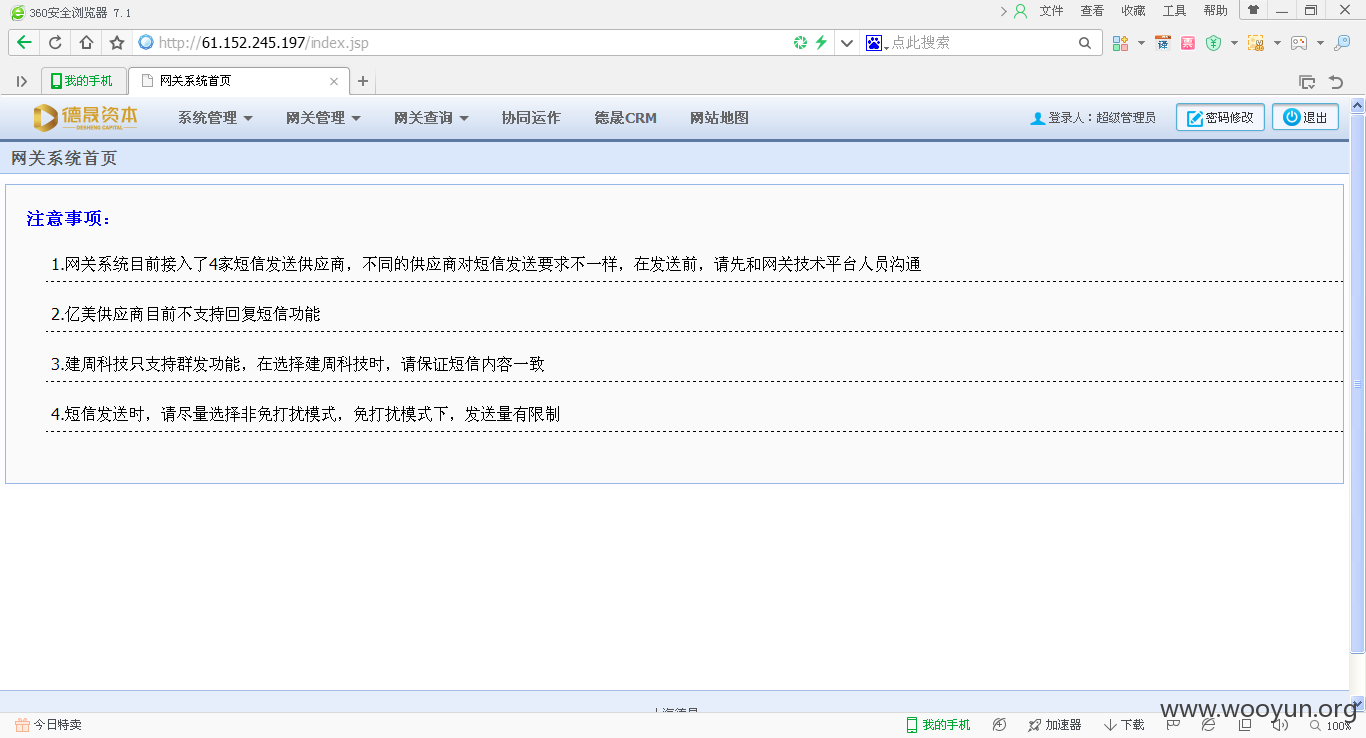 360安全浏览器 7.1
文件 查看 收藏 工具 帮助
http://61.152.245.197/index.jsp
点此搜索
我的手机
网关系统首页
德晟资本
DESHENG CAPITAL
系统管理 网关管理 网关查询 协同运作 德晟CRM 网站地图
登录人：超级管理员
密码修改
退出
网关系统首页
注意事项：
1.网关系统目前接入了4家短信发送供应商，不同的供应商对短信发送要求不一样，在发送前，请先和网关技术平台人员沟通
2.亿美供应商目前不支持回复短信功能
3.建周科技只支持群发功能，在选择建周科技时，请保证短信内容一致
4.短信发送时，请尽量选择非免打扰模式，免打扰模式下，发送量有限制
www.wooyun.org
今日特卖
我的手机
加速器
下载
100%